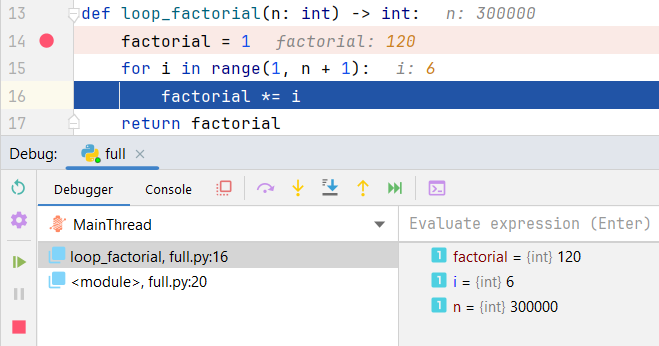 13 def loop_factorial(n: int) -> int: n: 300000
14 factorial = 1 factorial: 120
15 for i in range(1, n + 1): i: 6
16 factorial *= i
17 return factorial
Debug: full ×
Debugger Console
MainThread
Evaluate expression (Enter)
loop_factorial, full.py:16
<module>, full.py:20
factorial = {int} 120
i = {int} 6
n = {int} 300000